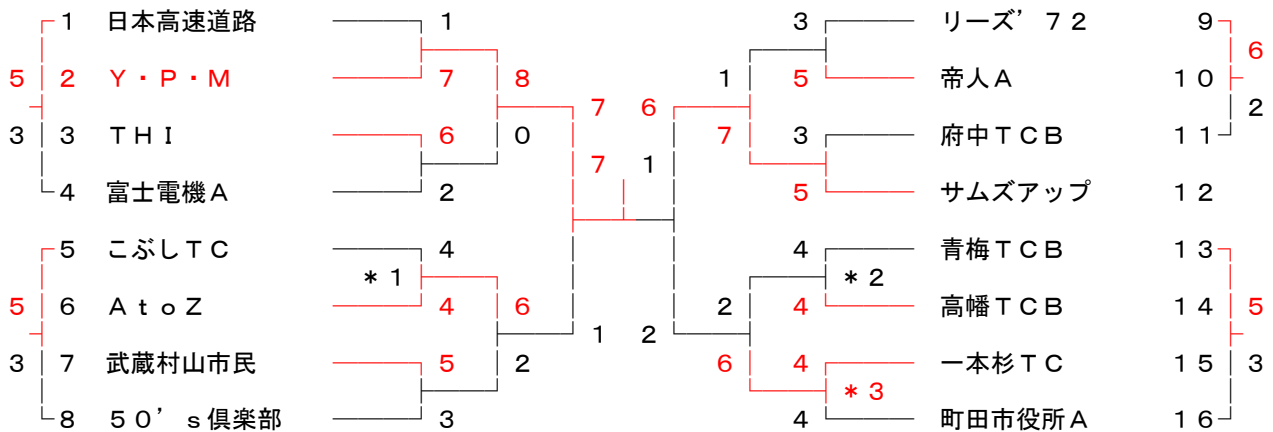 1 日本高速道路 1 3 リーズ’72 9
5 2 Y・P・M 7 8 1 5 帝人A 10 6
7 6 2
3 3 THI 6 0 7 3 府中TCB 11
7 1
4 富士電機A 2 5 サムズアップ 12
5 こぶしTC 4 4 青梅TCB 13
*1 *2
5 6 AtoZ 4 6 2 4 高幡TCB 14 5
1 2
3 7 武蔵村山市民 5 2 6 4 一本杉TC 15 3
*3
8 50’s倶楽部 3 4 町田市役所A 16